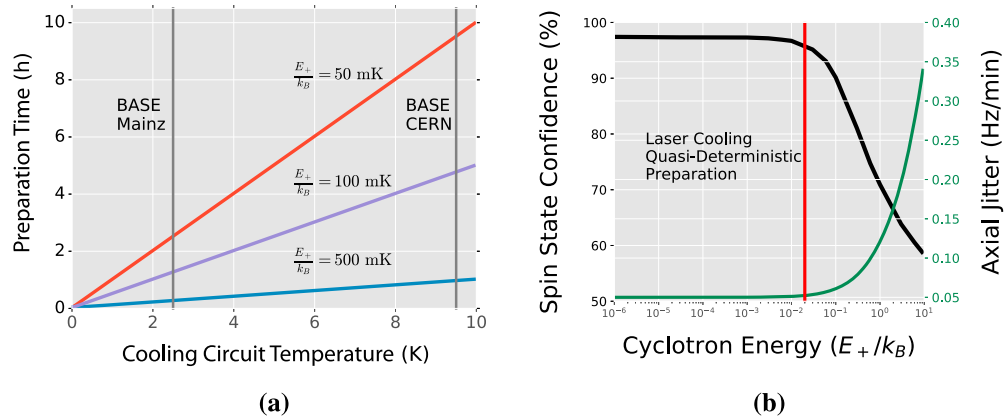 Preparation Time (h)
10
8
6
4
2
0
BASE
Mainz
E+/kB = 50 mK
BASE
CERN
E+/kB = 100 mK
E+/kB = 500 mK
0 2 4 6 8 10
Cooling Circuit Temperature (K)
(a)
Spin State Confidence (%)
100
90
80
70
60
50
Laser Cooling
Quasi-Deterministic
Preparation
0.40
0.35
0.30
0.25
0.20
0.15
0.10
0.05
Axial Jitter (Hz/min)
10⁻⁶ 10⁻⁵ 10⁻⁴ 10⁻³ 10⁻² 10⁻¹ 10⁰ 10¹
Cyclotron Energy (E+/kB)
(b)